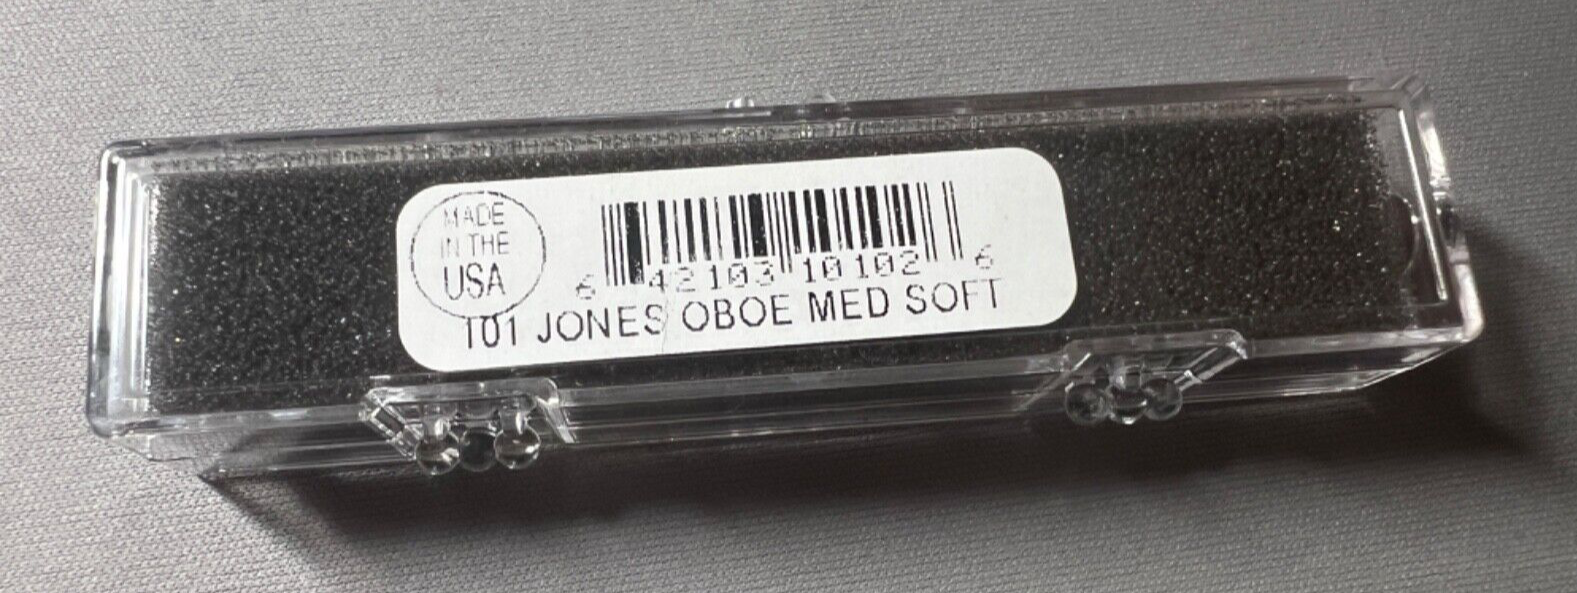 MADE
IN THE
USA
6 42103 10102 6
101 JONES OBOE MED SOFT